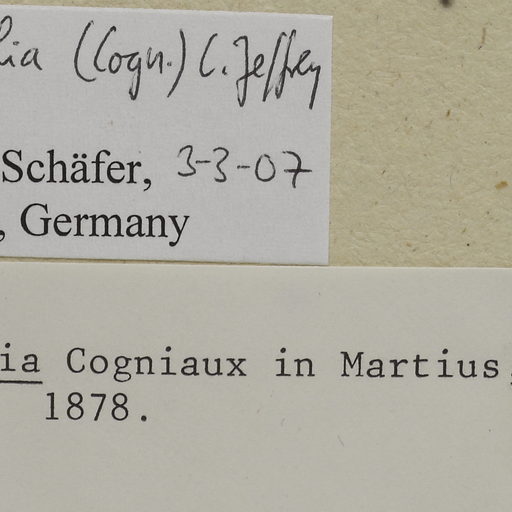 lia (Cogn.) C. Jeffrey
Schäfer, 3-3-07
, Germany
ia Cogniaux in Martius,
1878.